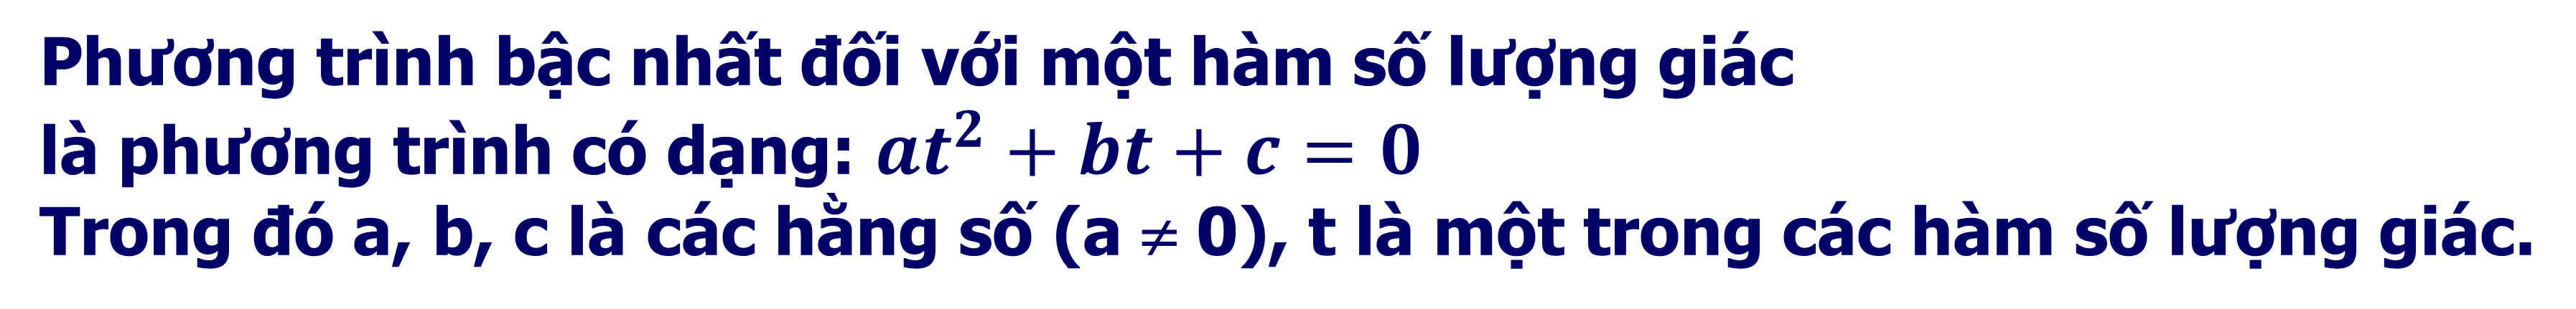 Phương trình bậc nhất đối với một hàm số lượng giác
là phương trình có dạng: at² + bt + c = 0
Trong đó a, b, c là các hằng số (a ≠ 0), t là một trong các hàm số lượng giác.